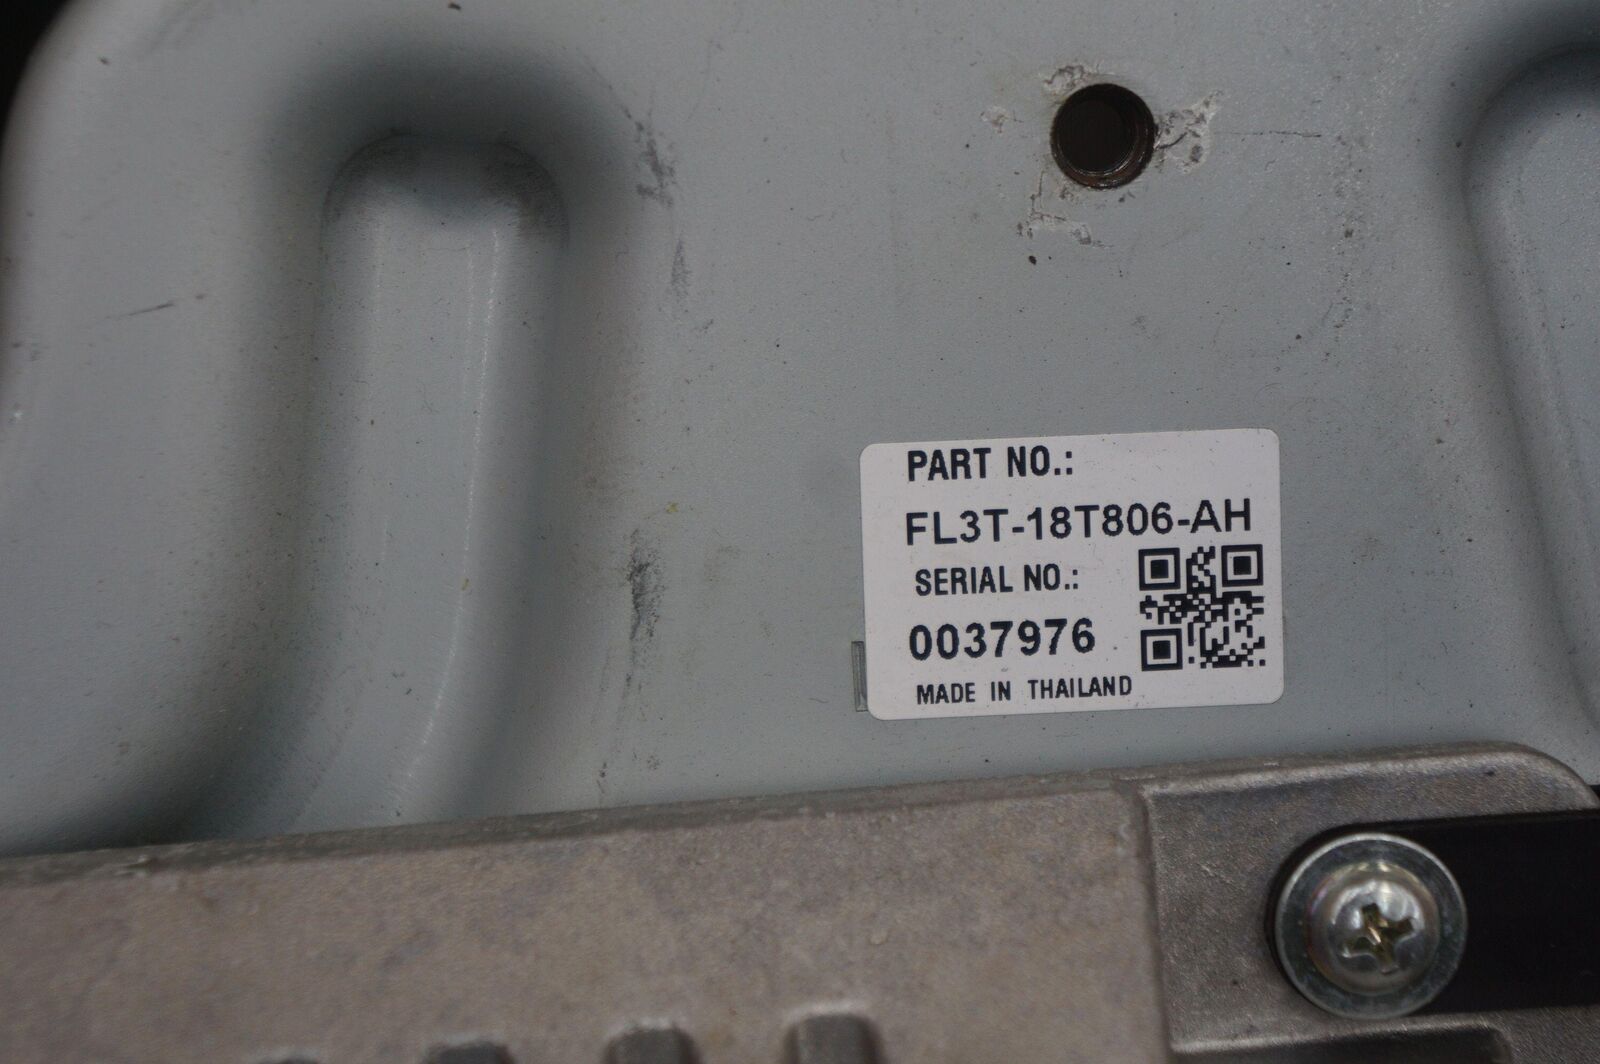 PART NO.:
FL3T-18T806-AH
SERIAL NO.:
0037976
MADE IN THAILAND